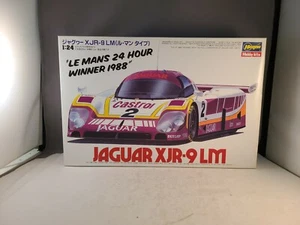 ジャグヮー XJR-9 LM(ル・マン タイプ)
1:24
Hasegawa
'LE MANS 24 HOUR
WINNER 1988"
Castrol
2
JAGUAR
JAGUAR XJR-9 LM